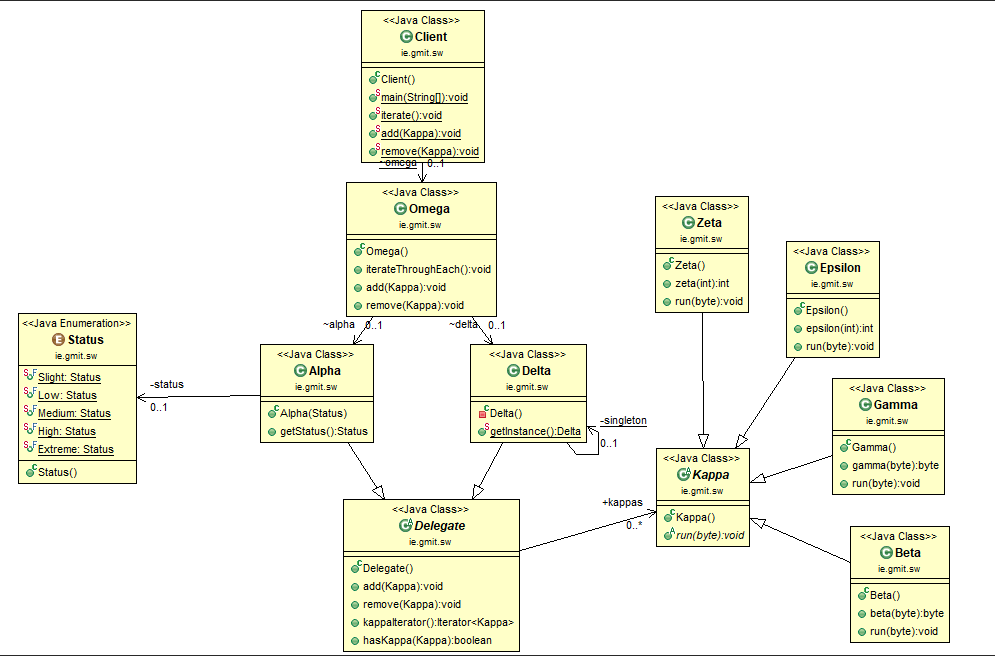 <<Java Class>>
Client
ie.gmit.sw
Client()
main(String[]):void
iterate():void
add(Kappa):void
remove(Kappa):void
~omega 0..1
<<Java Class>>
Omega
ie.gmit.sw
Omega()
iterateThroughEach():void
add(Kappa):void
remove(Kappa):void
~alpha 0..1
~delta 0..1
<<Java Enumeration>>
Status
ie.gmit.sw
Slight: Status
Low: Status
Medium: Status
High: Status
Extreme: Status
Status()
-status
0..1
<<Java Class>>
Alpha
ie.gmit.sw
Alpha(Status)
getStatus():Status
<<Java Class>>
Delta
ie.gmit.sw
Delta()
getInstance():Delta
-singleton
0..1
<<Java Class>>
Delegate
ie.gmit.sw
Delegate()
add(Kappa):void
remove(Kappa):void
kappaIterator():Iterator<Kappa>
hasKappa(Kappa):boolean
+kappas
0..*
<<Java Class>>
Zeta
ie.gmit.sw
Zeta()
zeta(int):int
run(byte):void
<<Java Class>>
Epsilon
ie.gmit.sw
Epsilon()
epsilon(int):int
run(byte):void
<<Java Class>>
Gamma
ie.gmit.sw
Gamma()
gamma(byte):byte
run(byte):void
<<Java Class>>
Kappa
ie.gmit.sw
Kappa()
run(byte):void
<<Java Class>>
Beta
ie.gmit.sw
Beta()
beta(byte):byte
run(byte):void